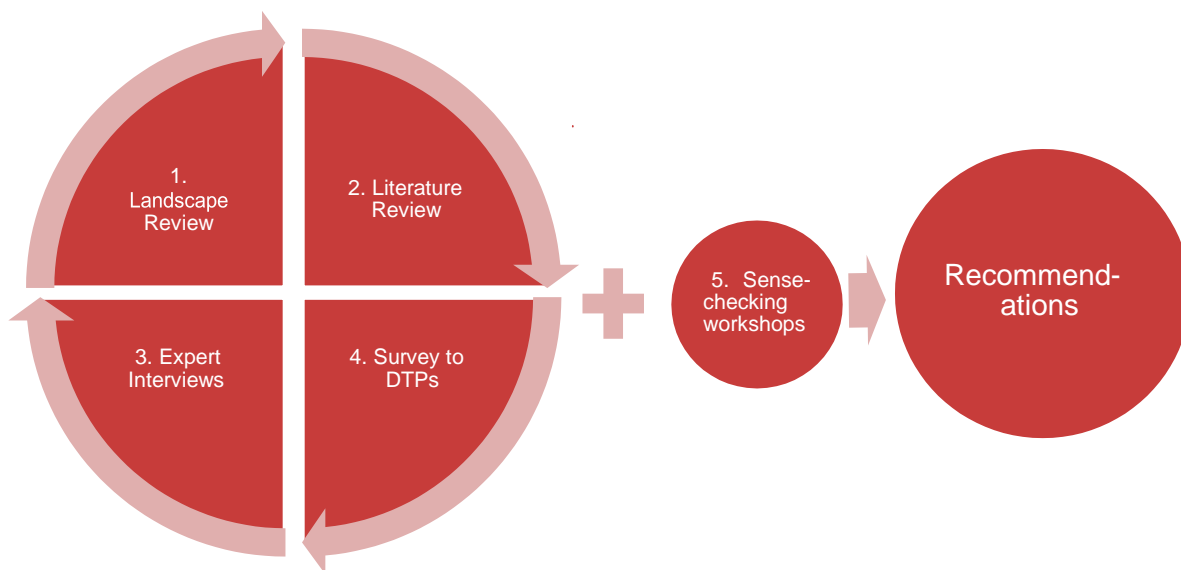 1.
Landscape
Review
2. Literature
Review
3. Expert
Interviews
4. Survey to
DTPs
5. Sense-
checking
workshops
Recommend-
ations